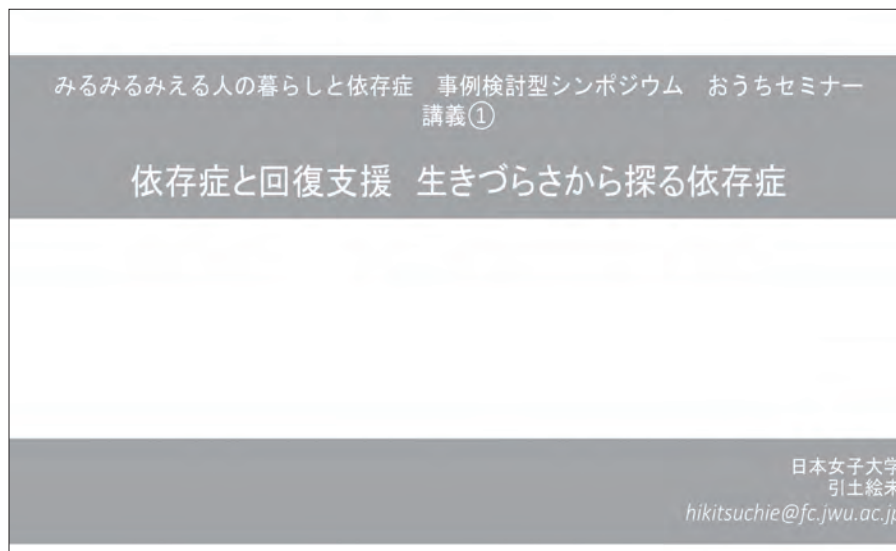 みるみるみえる人の暮らしと依存症　事例検討型シンポジウム　おうちセミナー
講義①
依存症と回復支援　生きづらさから探る依存症
日本女子大学
引土絵未
hikitsuchie@fc.jwu.ac.jp